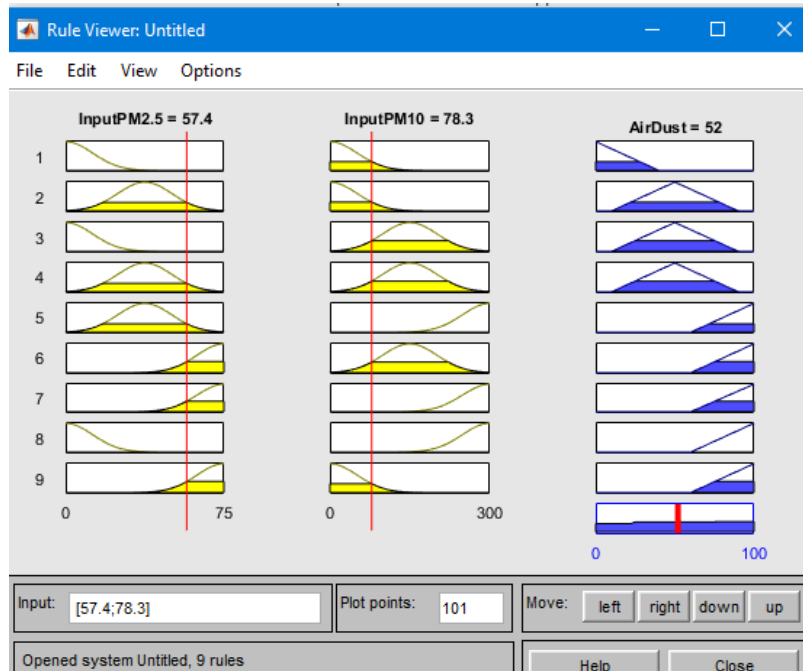 Rule Viewer: Untitled
File Edit View Options
InputPM2.5 = 57.4 InputPM10 = 78.3 AirDust = 52
1
2
3
4
5
6
7
8
9
0 75 0 300
0 100
Input: [57.4;78.3] Plot points: 101 Move: left right down up
Opened system Untitled, 9 rules Help Close